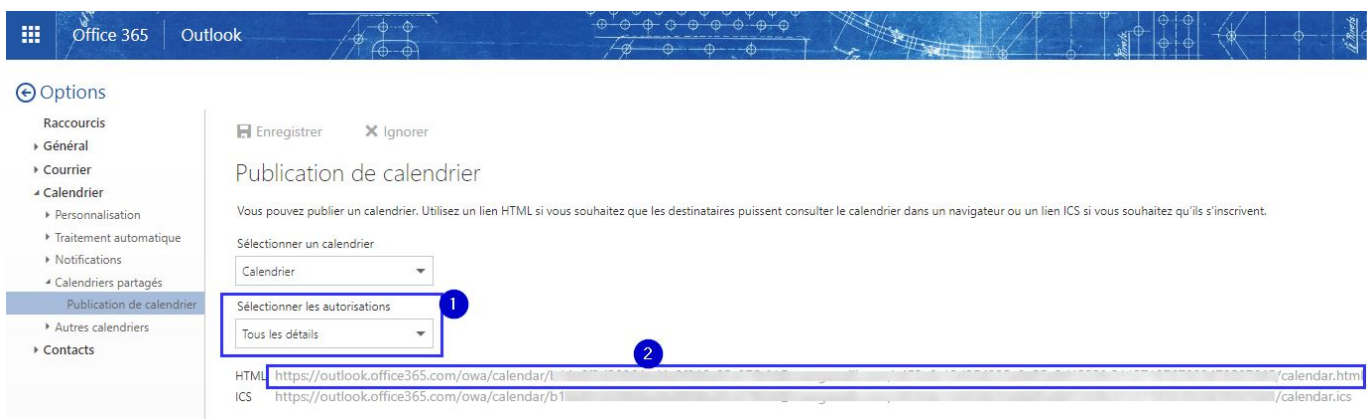 Office 365 Outlook
Options
Raccourcis
Général
Courrier
Calendrier
Personnalisation
Traitement automatique
Notifications
Calendriers partagés
Publication de calendrier
Autres calendriers
Contacts
Enregistrer Ignorer
Publication de calendrier
Vous pouvez publier un calendrier. Utilisez un lien HTML si vous souhaitez que les destinataires puissent consulter le calendrier dans un navigateur ou un lien ICS si vous souhaitez qu'ils s'inscrivent.
Sélectionner un calendrier
Calendrier
Sélectionner les autorisations
1
Tous les détails
2
HTML https://outlook.office365.com/owa/calendar/ /calendar.html
ICS https://outlook.office365.com/owa/calendar/b1 /calendar.ics